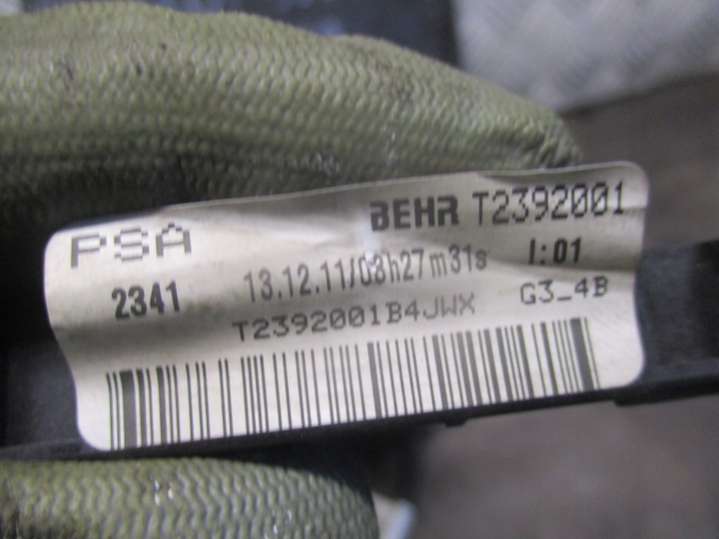 PSA BEHR T2392001
2341 13.12.11/08h27m31s I:01
T2392001B4JWX G3_4B